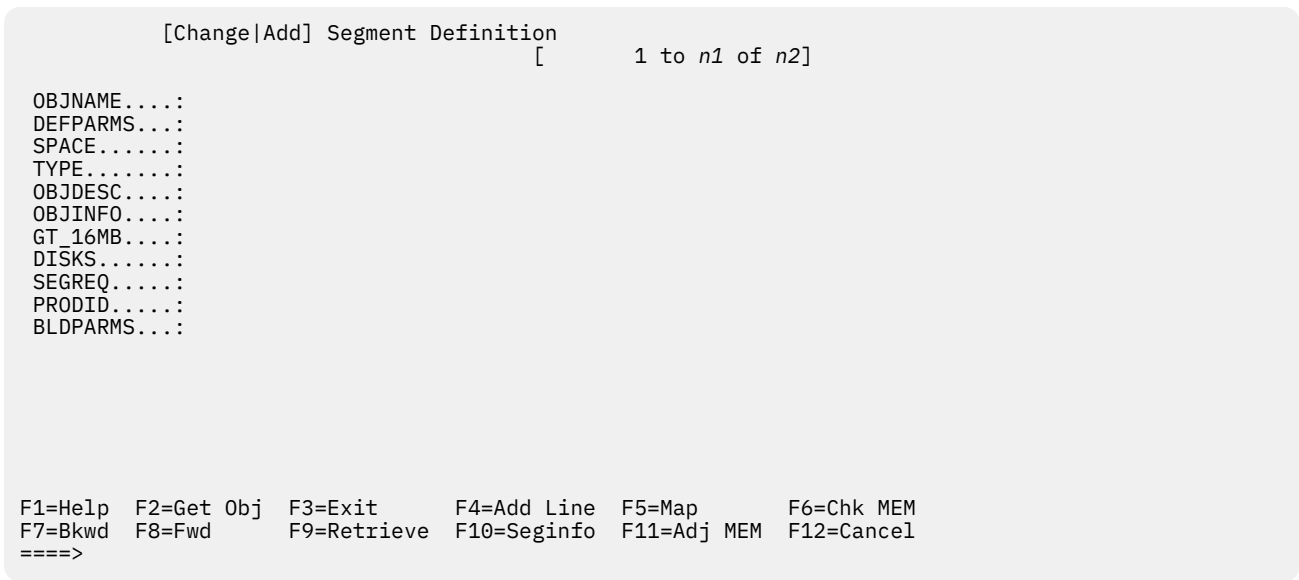 [Change|Add] Segment Definition
[       1 to n1 of n2]
OBJNAME....:
DEFPARMS...:
SPACE......:
TYPE.......:
OBJDESC....:
OBJINFO....:
GT_16MB....:
DISKS......:
SEGREQ.....:
PRODID.....:
BLDPARMS...:
F1=Help  F2=Get Obj  F3=Exit      F4=Add Line  F5=Map       F6=Chk MEM
F7=Bkwd  F8=Fwd      F9=Retrieve  F10=Seginfo  F11=Adj MEM  F12=Cancel
====>